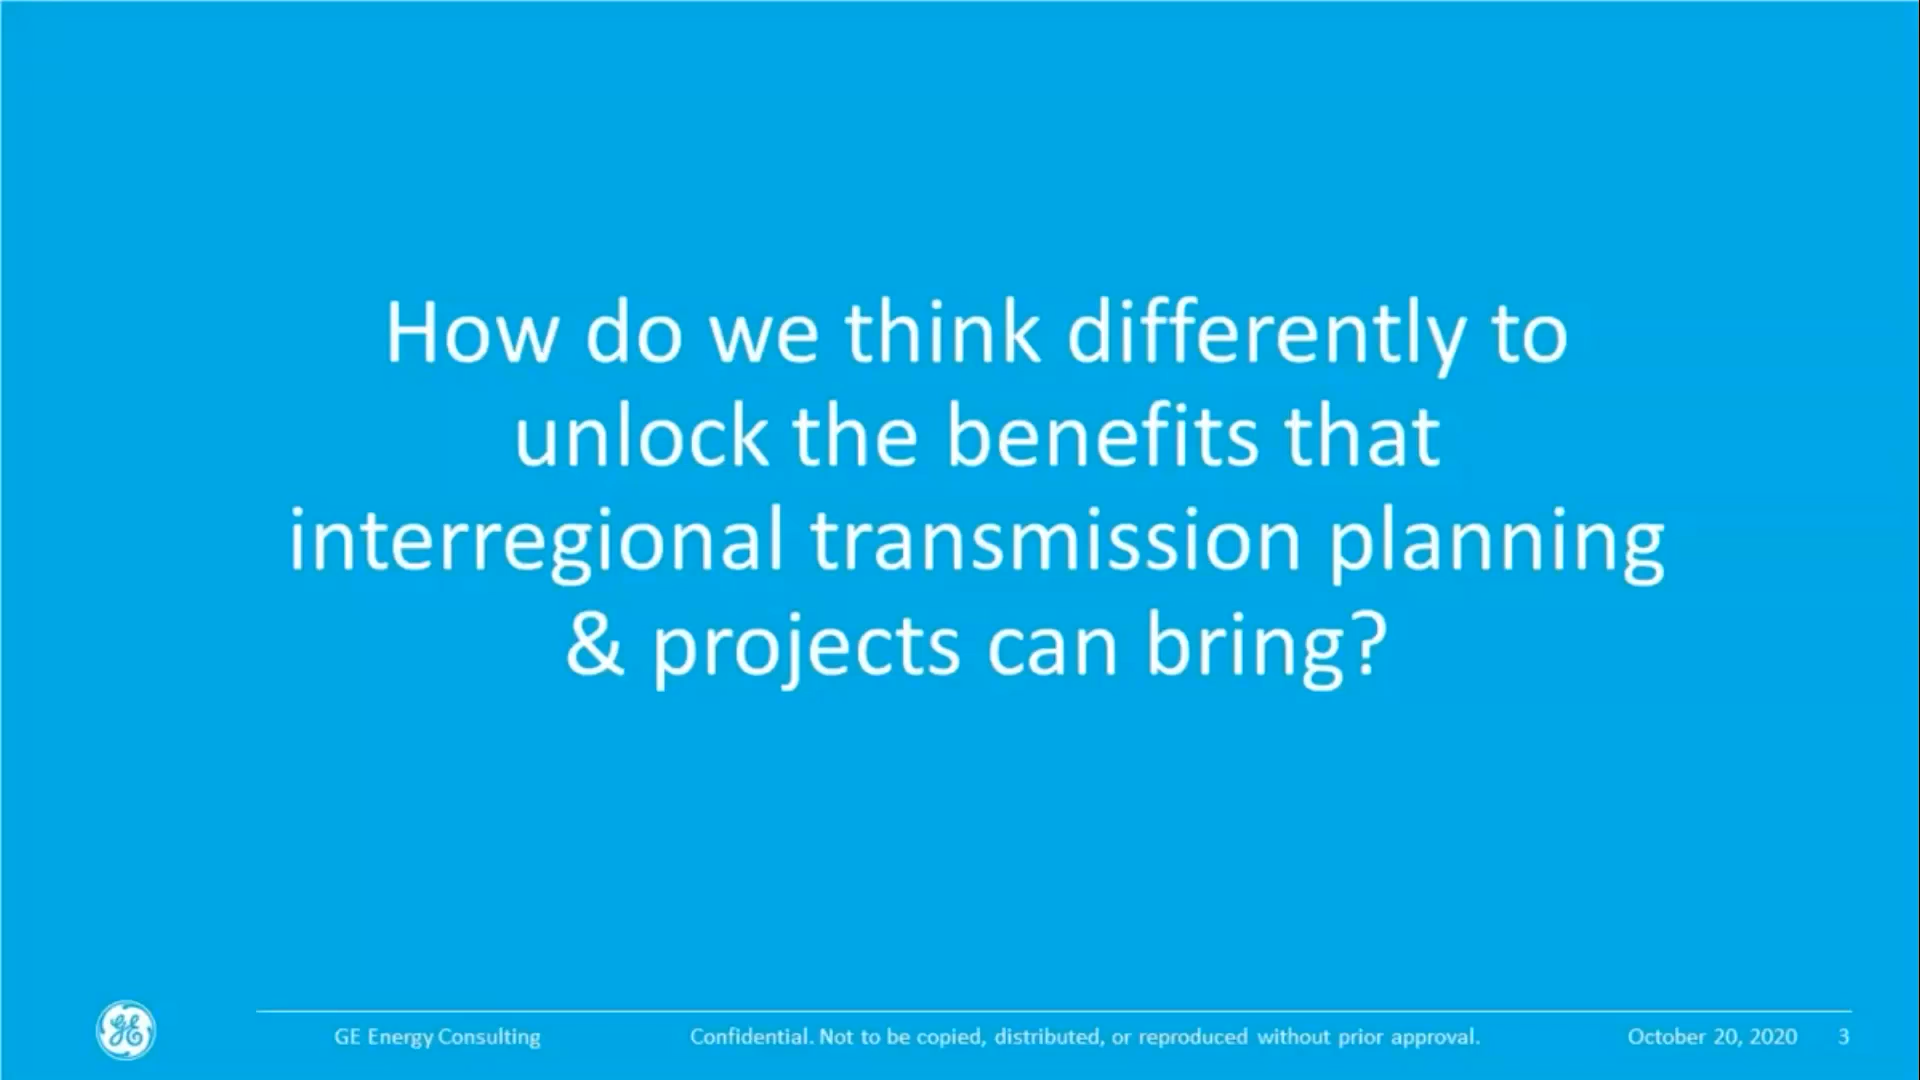 How do we think differently to
unlock the benefits that
interregional transmission planning
& projects can bring?
GE
GE Energy Consulting
Confidential. Not to be copied, distributed, or reproduced without prior approval.
October 20, 2020
3